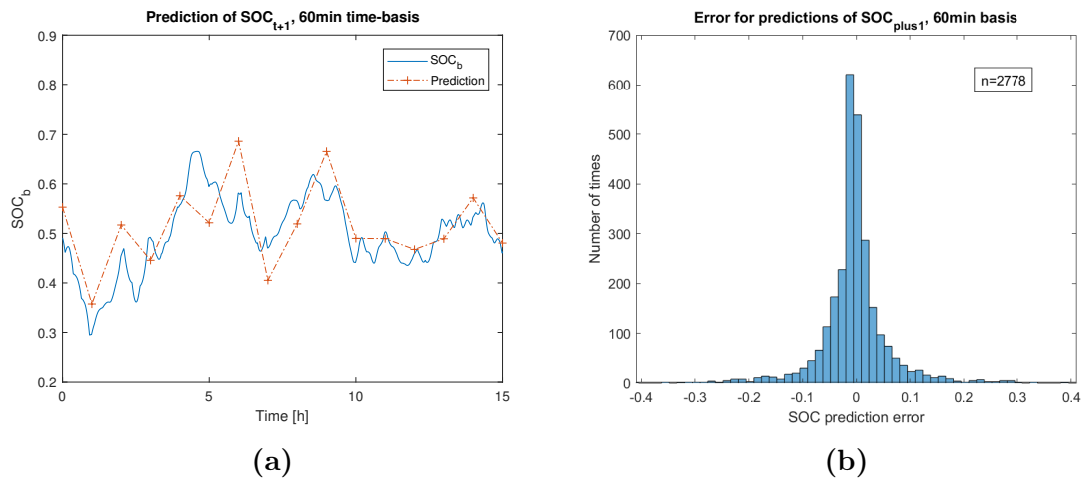 Prediction of SOC_t+1, 60min time-basis
0.9
0.8
0.7
0.6
0.5
0.4
0.3
0.2
SOC_b
SOC_b
Prediction
0
5
10
15
Time [h]
(a)
Error for predictions of SOC_plus1, 60min basis
700
600
500
400
300
200
100
0
Number of times
n=2778
-0.4
-0.3
-0.2
-0.1
0
0.1
0.2
0.3
0.4
SOC prediction error
(b)